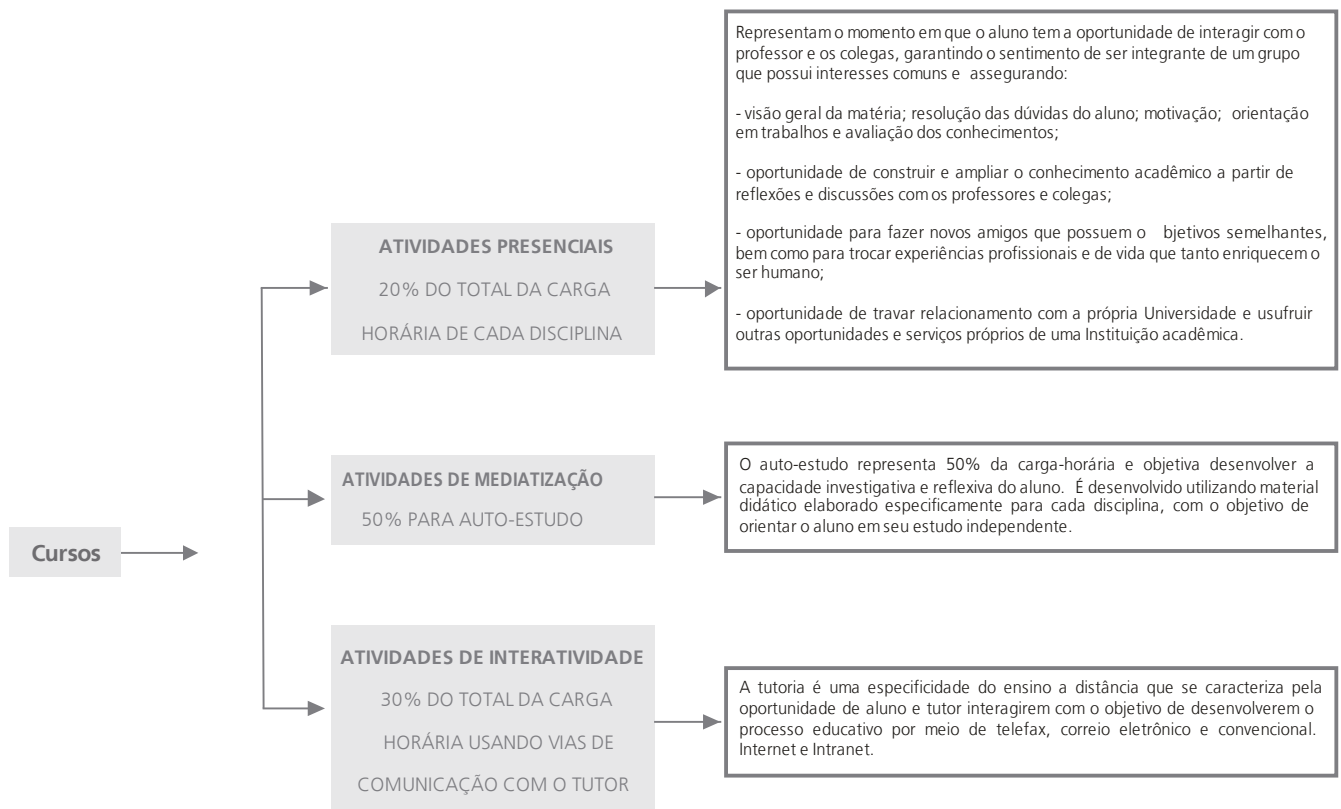 Cursos
ATIVIDADES PRESENCIAIS
20% DO TOTAL DA CARGA
HORÁRIA DE CADA DISCIPLINA
Representam o momento em que o aluno tem a oportunidade de interagir com o
professor e os colegas, garantindo o sentimento de ser integrante de um grupo
que possui interesses comuns e assegurando:
- visão geral da matéria; resolução das dúvidas do aluno; motivação; orientação
em trabalhos e avaliação dos conhecimentos;
- oportunidade de construir e ampliar o conhecimento acadêmico a partir de
reflexões e discussões com os professores e colegas;
- oportunidade para fazer novos amigos que possuem o bjetivos semelhantes,
bem como para trocar experiências profissionais e de vida que tanto enriquecem o
ser humano;
- oportunidade de travar relacionamento com a própria Universidade e usufruir
outras oportunidades e serviços próprios de uma Instituição acadêmica.
ATIVIDADES DE MEDIATIZAÇÃO
50% PARA AUTO-ESTUDO
O auto-estudo representa 50% da carga-horária e objetiva desenvolver a
capacidade investigativa e reflexiva do aluno. É desenvolvido utilizando material
didático elaborado especificamente para cada disciplina, com o objetivo de
orientar o aluno em seu estudo independente.
ATIVIDADES DE INTERATIVIDADE
30% DO TOTAL DA CARGA
HORÁRIA USANDO VIAS DE
COMUNICAÇÃO COM O TUTOR
A tutoria é uma especificidade do ensino a distância que se caracteriza pela
oportunidade de aluno e tutor interagirem com o objetivo de desenvolverem o
processo educativo por meio de telefax, correio eletrônico e convencional.
Internet e Intranet.